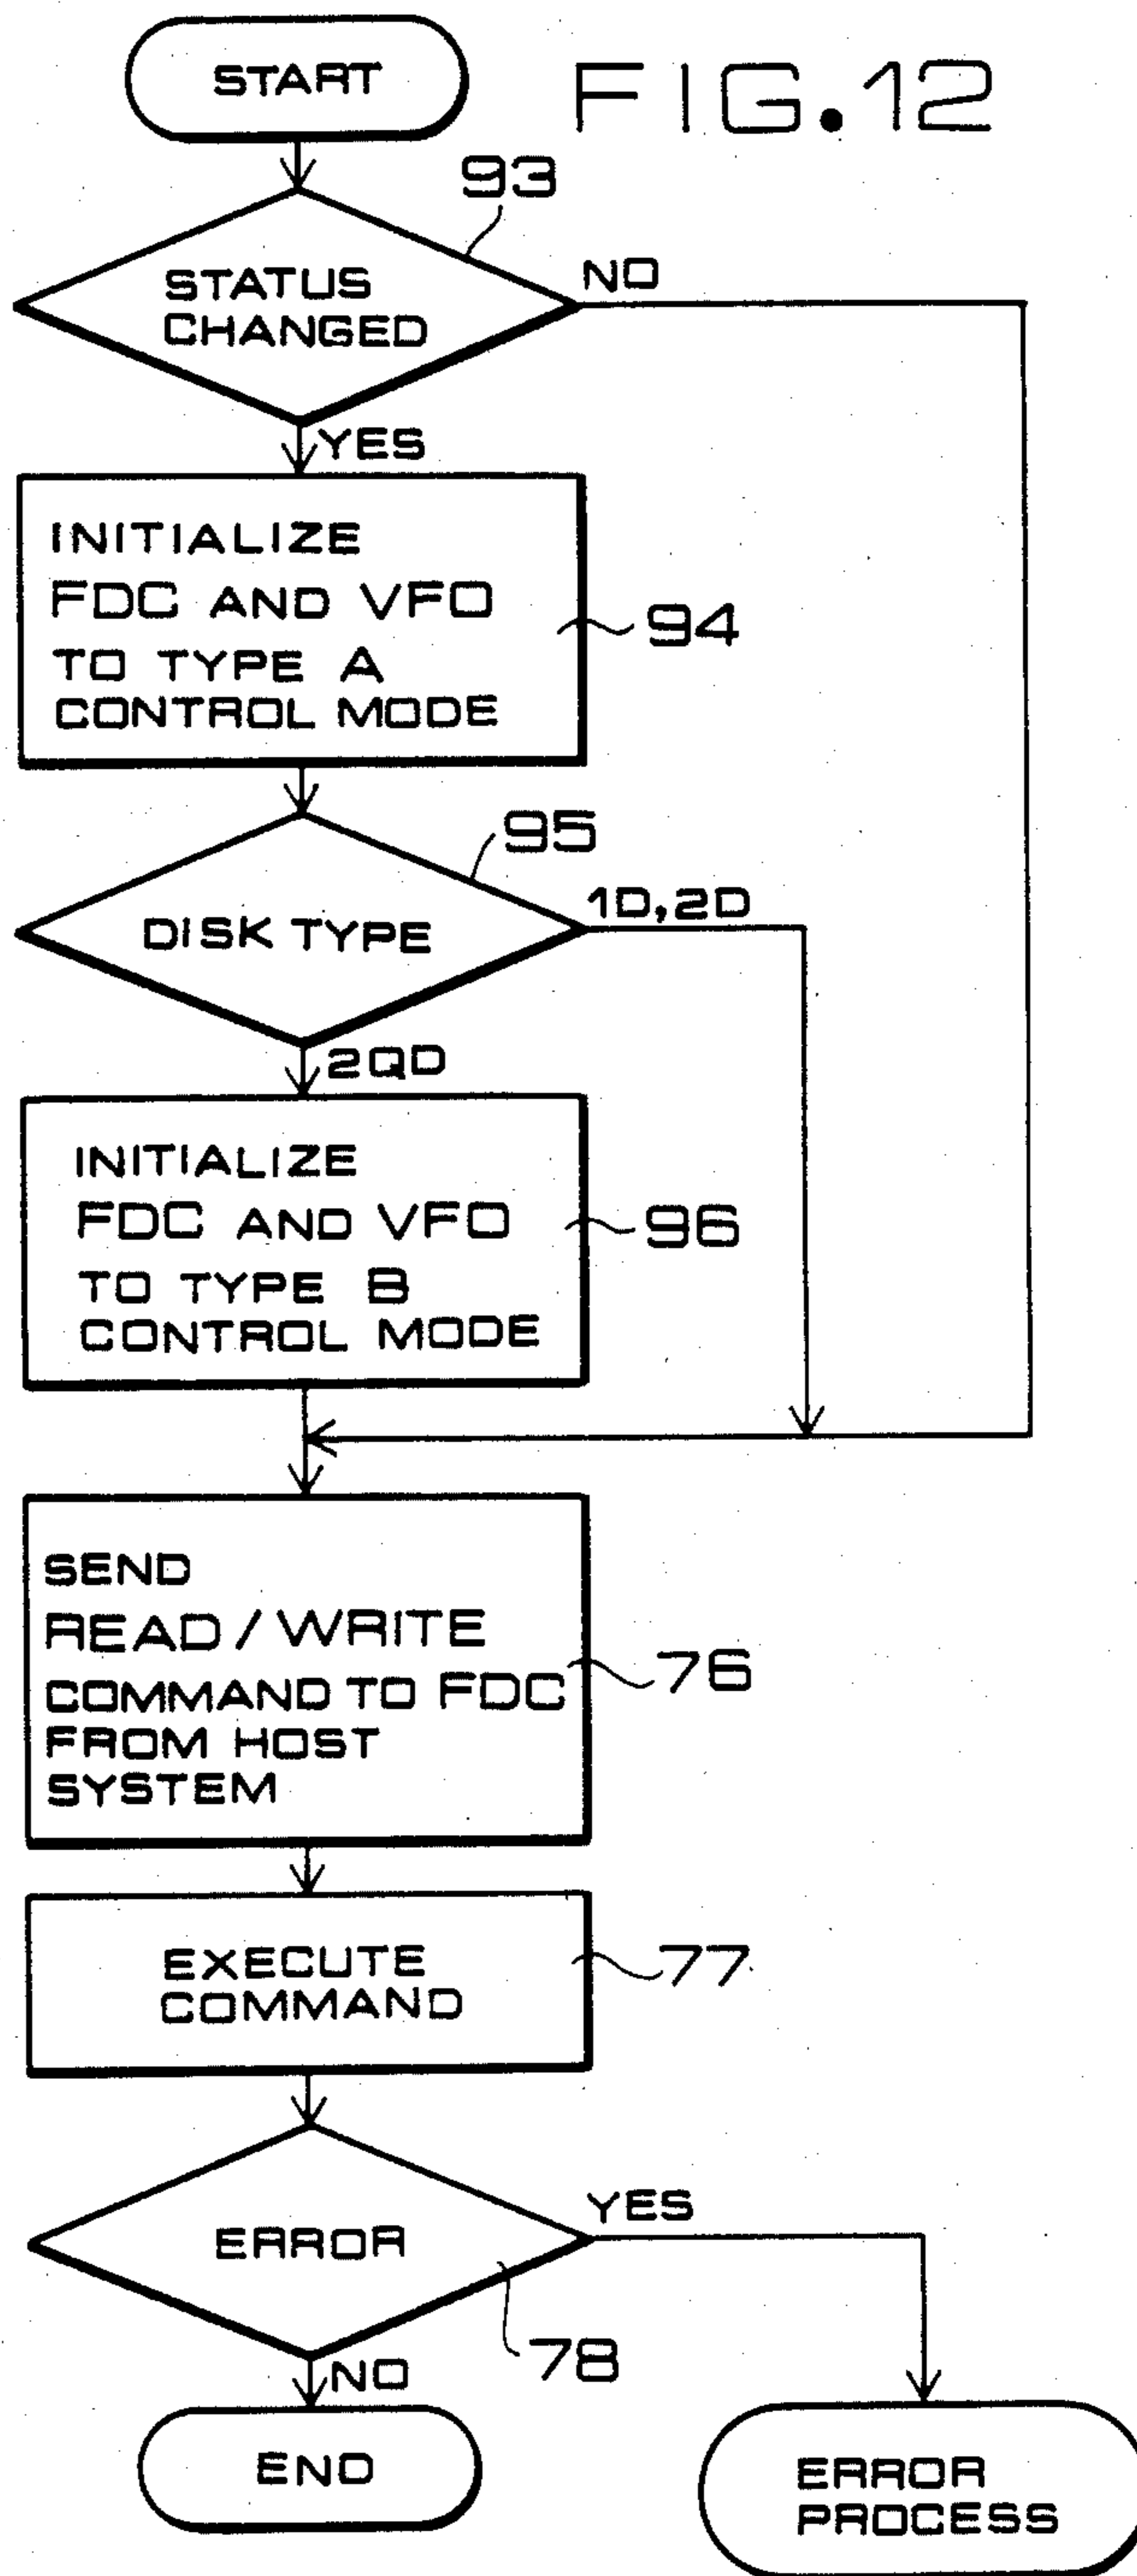 START
FIG.12
93
STATUS
CHANGED
NO
YES
INITIALIZE
FDC AND VFO
TO TYPE A
CONTROL MODE
94
95
DISK TYPE
1D,2D
2QD
INITIALIZE
FDC AND VFO
TO TYPE B
CONTROL MODE
96
SEND
READ/WRITE
COMMAND TO FDC
FROM HOST
SYSTEM
76
EXECUTE
COMMAND
77
ERROR
YES
78
NO
END
ERROR
PROCESS